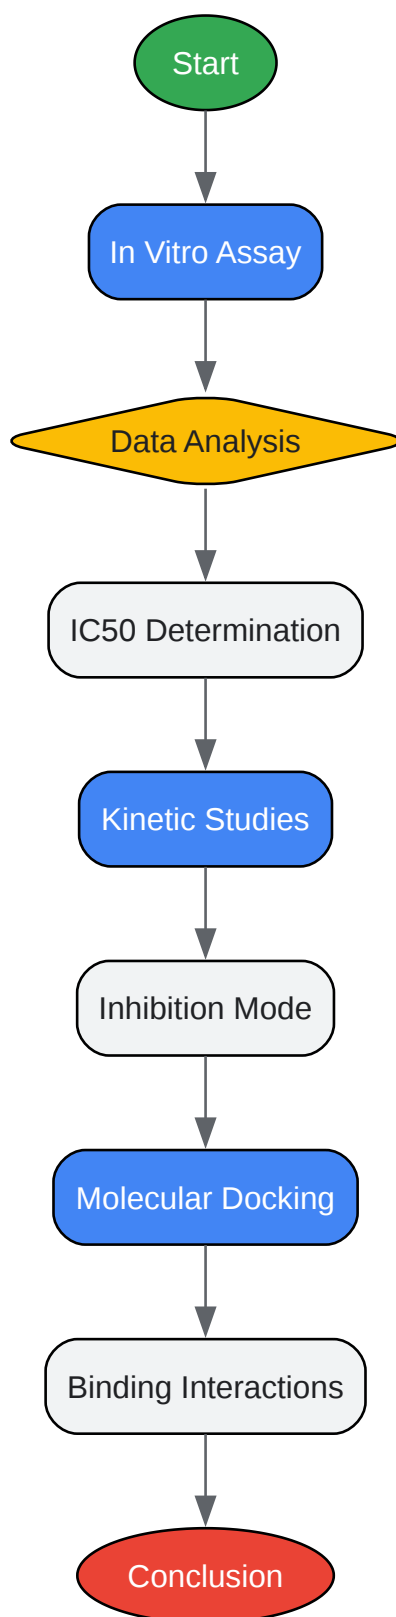 Start
In Vitro Assay
Data Analysis
IC50 Determination
Kinetic Studies
Inhibition Mode
Molecular Docking
Binding Interactions
Conclusion